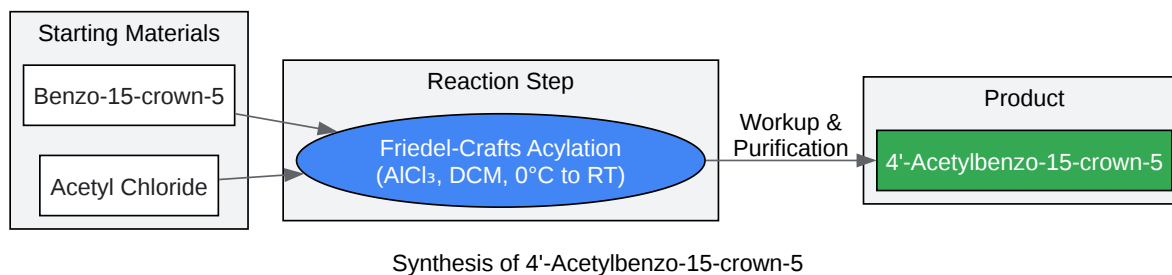 Starting Materials
Benzo-15-crown-5
Acetyl Chloride
Reaction Step
Friedel-Crafts Acylation
(AlCl₃, DCM, 0°C to RT)
Workup &
Purification
Product
4'-Acetylbenzo-15-crown-5
Synthesis of 4'-Acetylbenzo-15-crown-5